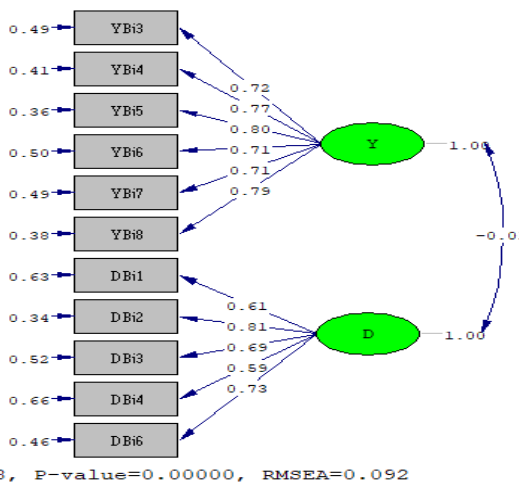 0.49 YBi3
0.41 YBi4
0.72
0.36 YBi5
0.77
0.80
0.50 YBi6
0.71
Y 1.00
0.49 YBi7
0.71
0.79
0.38 YBi8
-0.0
0.63 DBi1
0.61
0.34 DBi2
0.81
D 1.00
0.52 DBi3
0.69
0.59
0.66 DBi4
0.73
0.46 DBi6
, P-value=0.00000, RMSEA=0.092